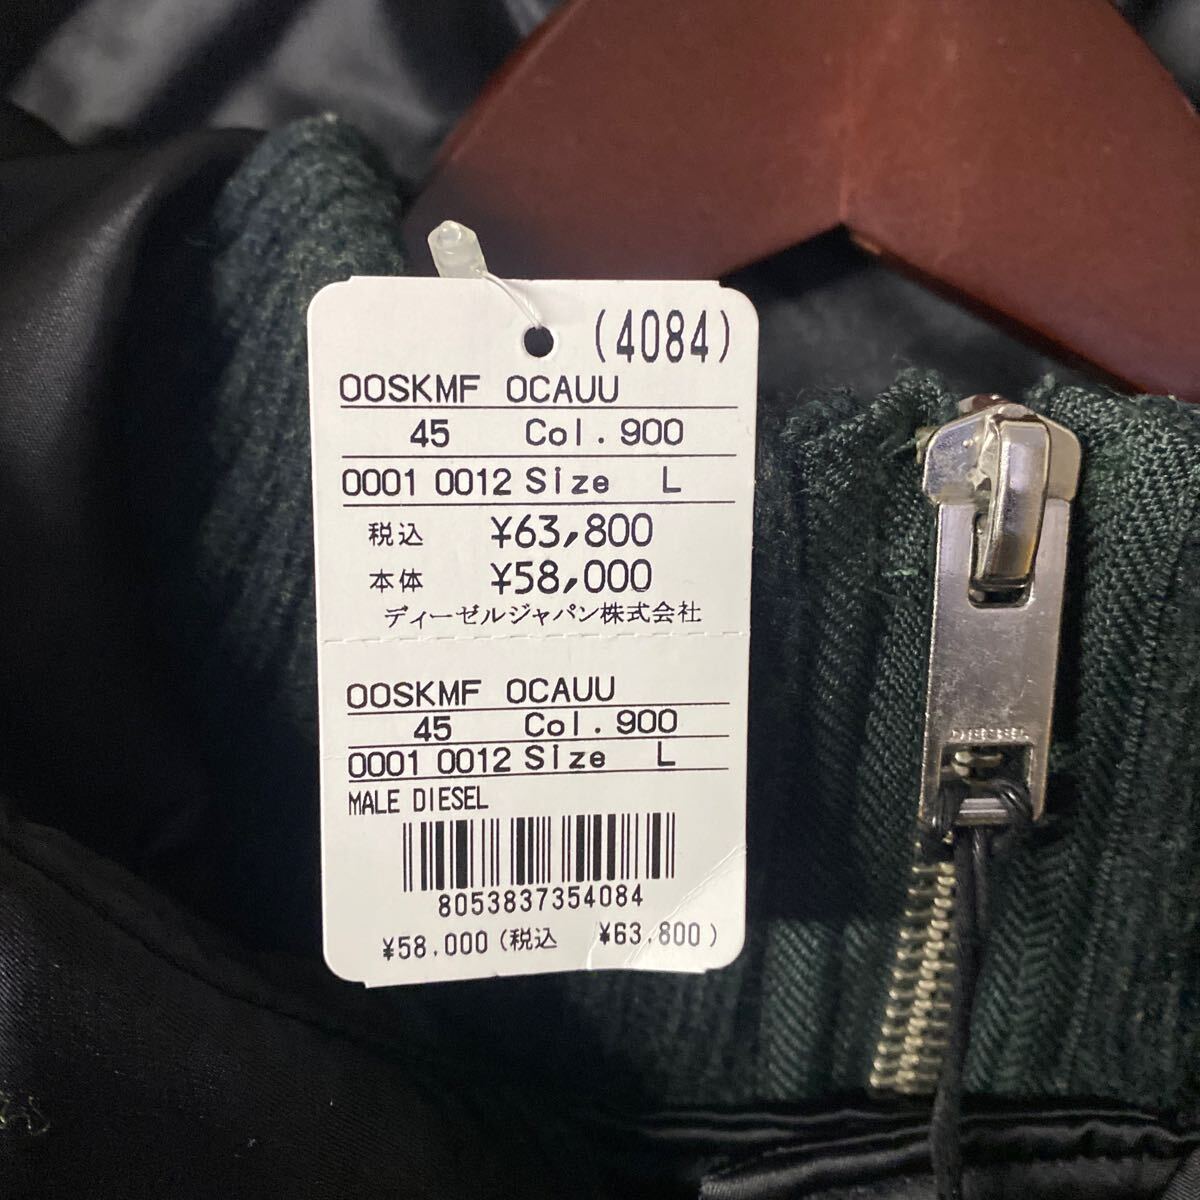 (4084)
00SKMF 0CAUU
45 Col.900
0001 0012 Size L
税込 ¥63,800
本体 ¥58,000
ディーゼルジャパン株式会社
00SKMF 0CAUU
45 Col.900
0001 0012 Size L
MALE DIESEL
8053837354084
¥58,000 (税込 ¥63,800)
DIESEL